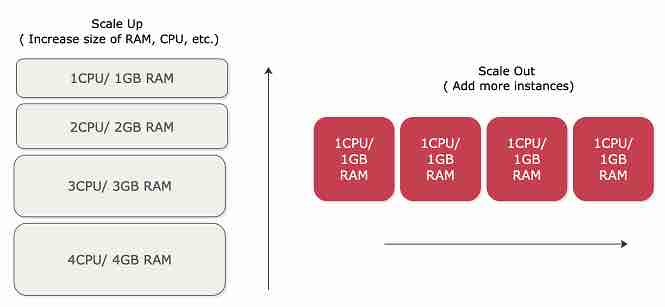 Scale Up
( Increase size of RAM, CPU, etc.)
1CPU/ 1GB RAM
2CPU/ 2GB RAM
3CPU/ 3GB RAM
4CPU/ 4GB RAM
Scale Out
( Add more instances)
1CPU/
1GB
RAM
1CPU/
1GB
RAM
1CPU/
1GB
RAM
1CPU/
1GB
RAM